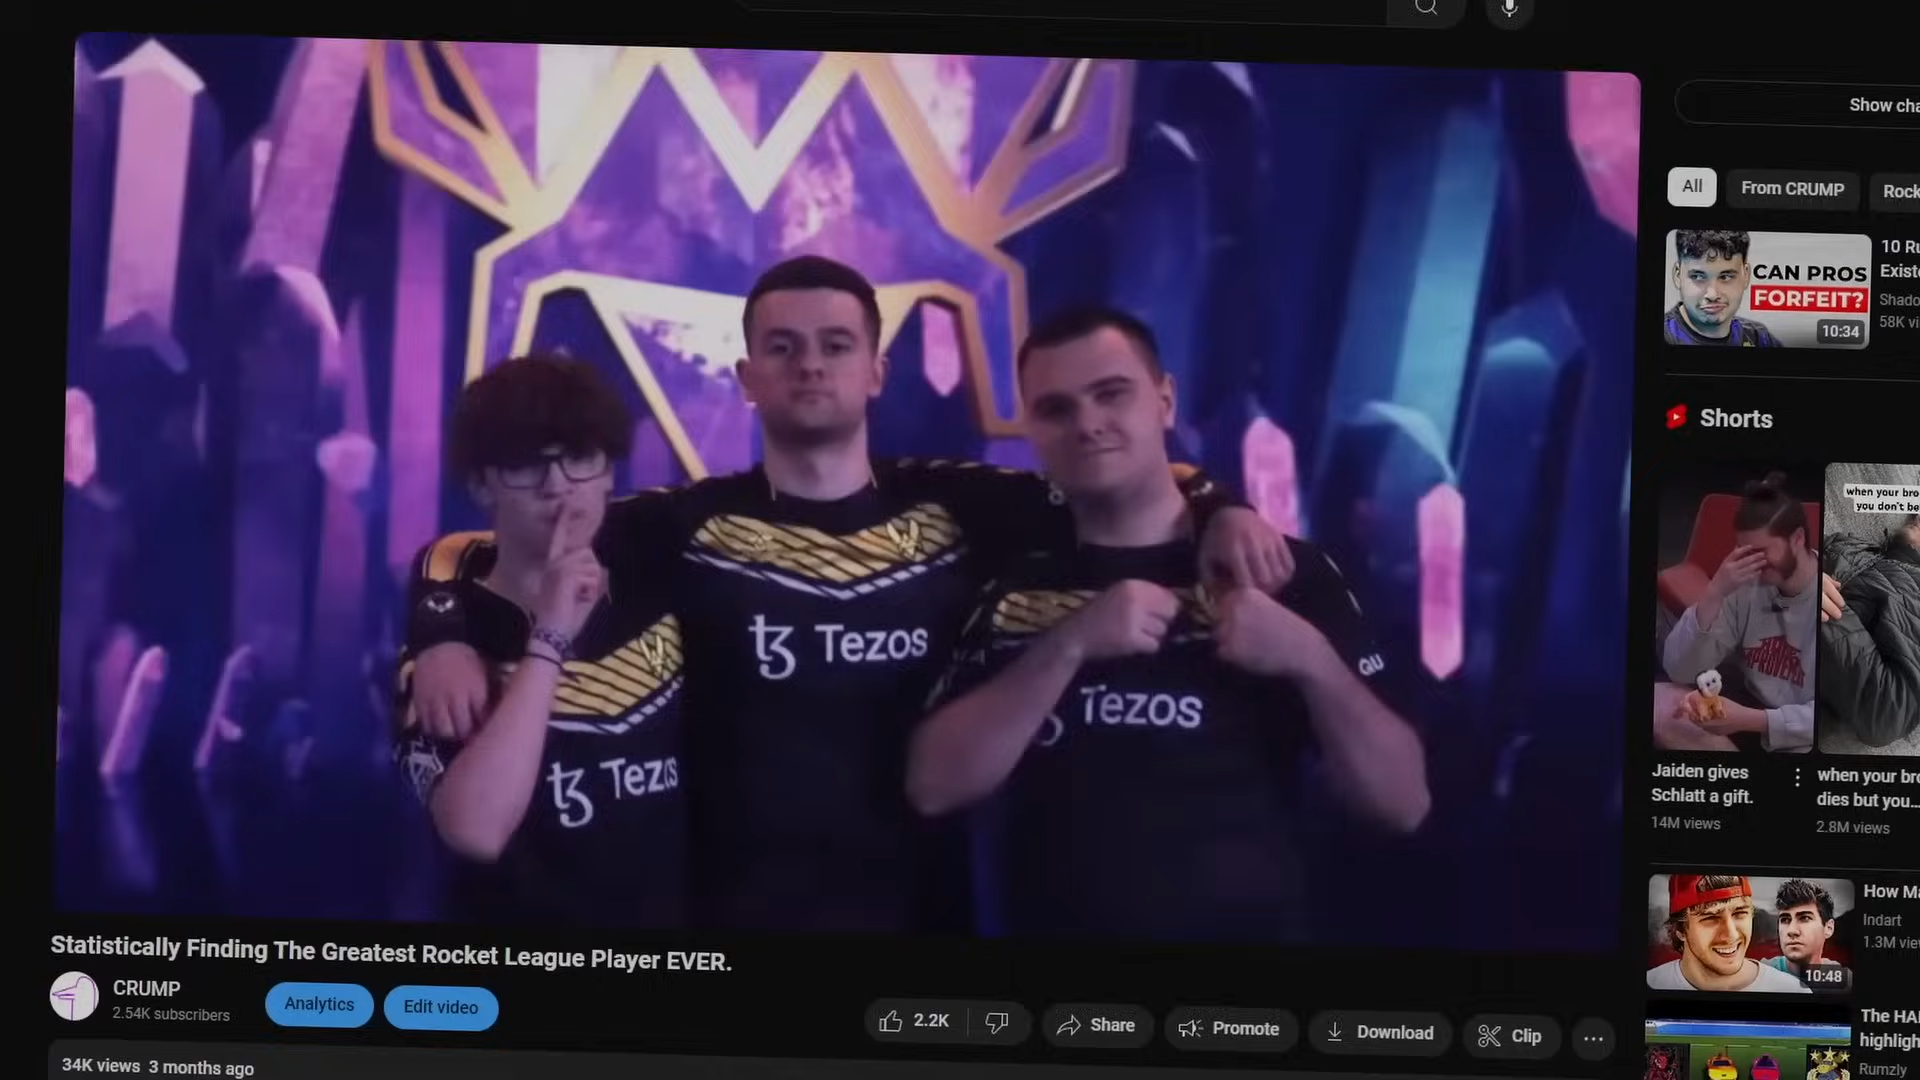 Show cha
All
From CRUMP
Rock
CAN PROS
FORFEIT?
10:34
10 Ru
Existe
Shado
58K vi
Shorts
when your bro
you don't be
Tezos
Tezos
Tezos
QU
Jaiden gives
Schlatt a gift.
14M views
when your bro
dies but you...
2.8M views
10:48
How Ma
Indart
1.3M view
The HAR
highligh
Rumzly
Statistically Finding The Greatest Rocket League Player EVER.
CRUMP
2.54K subscribers
Analytics
Edit video
2.2K
Share
Promote
Download
Clip
34K views 3 months ago